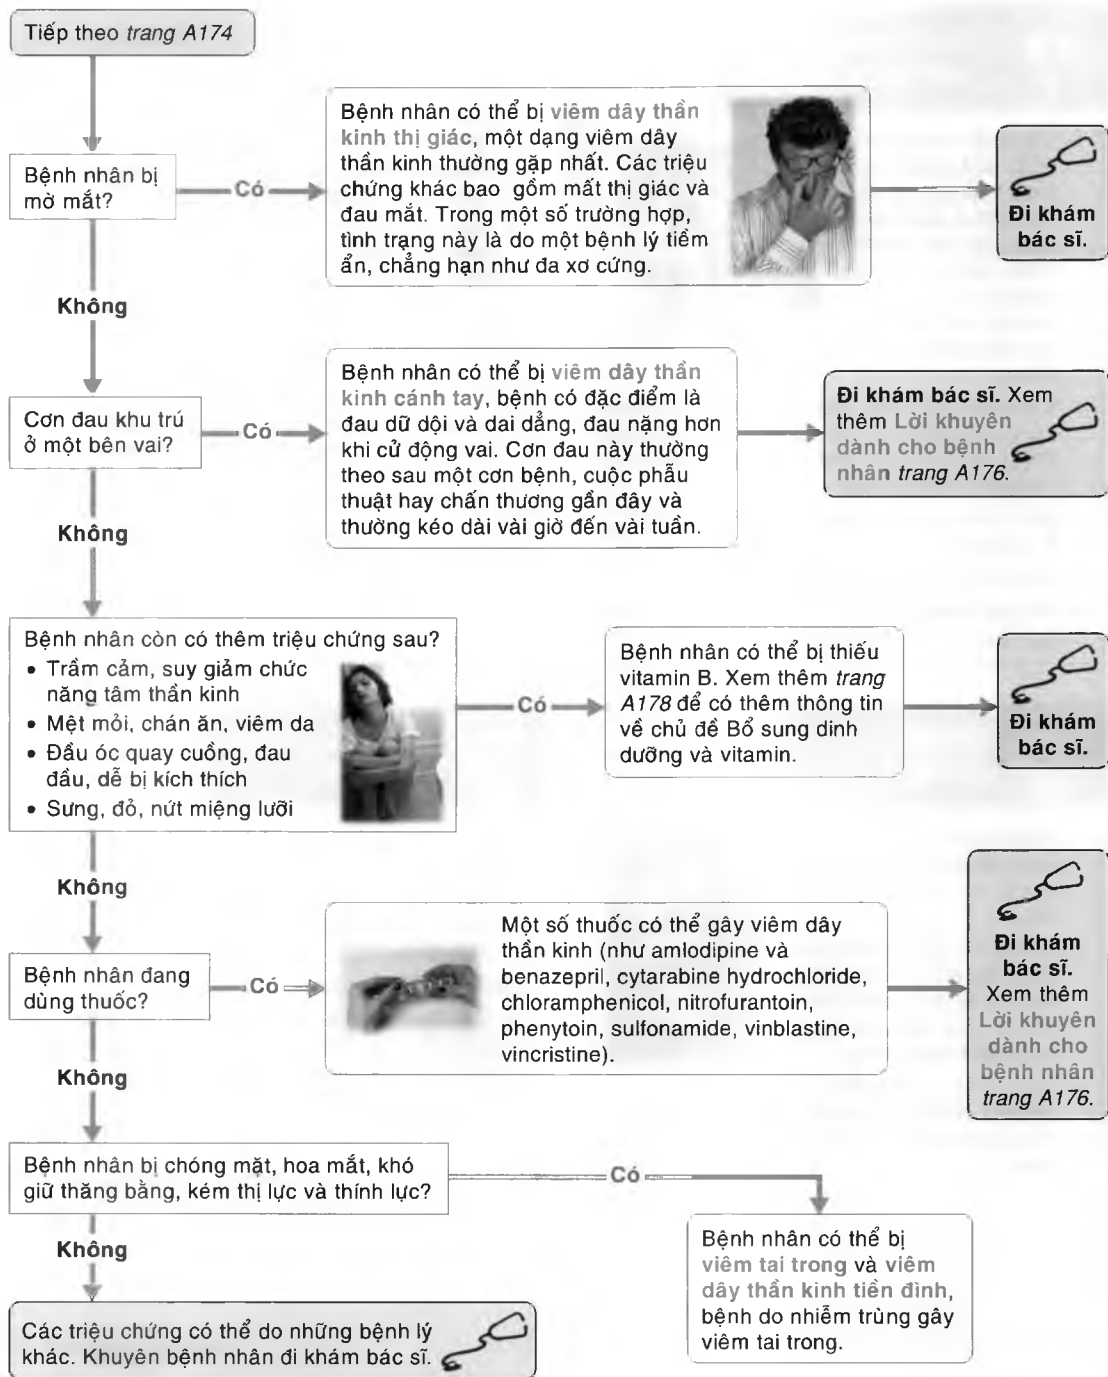 Tiếp theo trang A174
Bệnh nhân bị
mờ mắt?
Có
Bệnh nhân có thể bị viêm dây thần
kinh thị giác, một dạng viêm dây
thần kinh thường gặp nhất. Các triệu
chứng khác bao gồm mất thị giác và
đau mắt. Trong một số trường hợp,
tình trạng này là do một bệnh lý tiềm
ẩn, chẳng hạn như đa xơ cứng.
Đi khám
bác sĩ.
Không
Cơn đau khu trú
ở một bên vai?
Có
Bệnh nhân có thể bị viêm dây thần
kinh cánh tay, bệnh có đặc điểm là
đau dữ dội và dai dẳng, đau nặng hơn
khi cử động vai. Cơn đau này thường
theo sau một cơn bệnh, cuộc phẫu
thuật hay chấn thương gần đây và
thường kéo dài vài giờ đến vài tuần.
Đi khám bác sĩ. Xem
thêm Lời khuyên
dành cho bệnh
nhân trang A176.
Không
Bệnh nhân còn có thêm triệu chứng sau?
• Trầm cảm, suy giảm chức
năng tâm thần kinh
• Mệt mỏi, chán ăn, viêm da
• Đầu óc quay cuồng, đau
đầu, dễ bị kích thích
• Sưng, đỏ, nứt miệng lưỡi
Có
Bệnh nhân có thể bị thiếu
vitamin B. Xem thêm trang
A178 để có thêm thông tin
về chủ đề Bổ sung dinh
dưỡng và vitamin.
Đi khám
bác sĩ.
Không
Bệnh nhân đang
dùng thuốc?
Có
Một số thuốc có thể gây viêm dây
thần kinh (như amlodipine và
benazepril, cytarabine hydrochloride,
chloramphenicol, nitrofurantoin,
phenytoin, sulfonamide, vinblastine,
vincristine).
Đi khám
bác sĩ.
Xem thêm
Lời khuyên
dành cho
bệnh nhân
trang A176.
Không
Bệnh nhân bị chóng mặt, hoa mắt, khó
giữ thăng bằng, kém thị lực và thính lực?
Có
Bệnh nhân có thể bị
viêm tai trong và viêm
dây thần kinh tiền đình,
bệnh do nhiễm trùng gây
viêm tai trong.
Không
Các triệu chứng có thể do những bệnh lý
khác. Khuyên bệnh nhân đi khám bác sĩ.